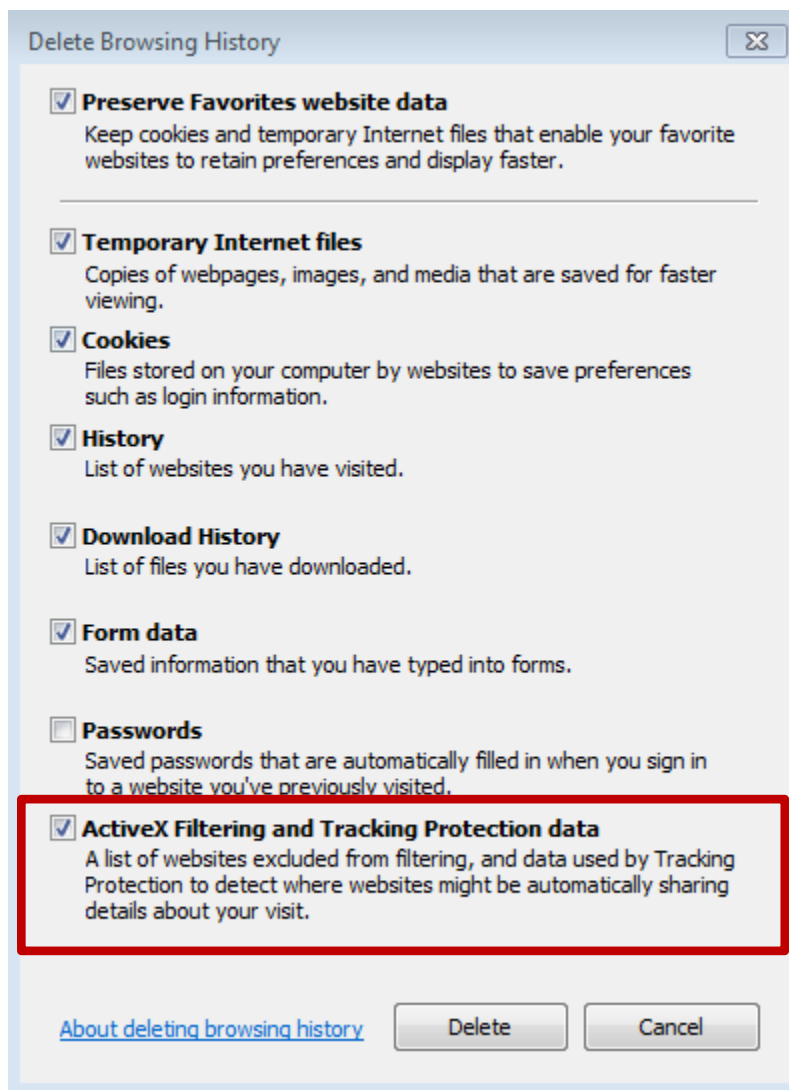 Delete Browsing History
Preserve Favorites website data
Keep cookies and temporary Internet files that enable your favorite
websites to retain preferences and display faster.
Temporary Internet files
Copies of webpages, images, and media that are saved for faster
viewing.
Cookies
Files stored on your computer by websites to save preferences
such as login information.
History
List of websites you have visited.
Download History
List of files you have downloaded.
Form data
Saved information that you have typed into forms.
Passwords
Saved passwords that are automatically filled in when you sign in
to a website you've previously visited.
ActiveX Filtering and Tracking Protection data
A list of websites excluded from filtering, and data used by Tracking
Protection to detect where websites might be automatically sharing
details about your visit.
About deleting browsing history Delete Cancel